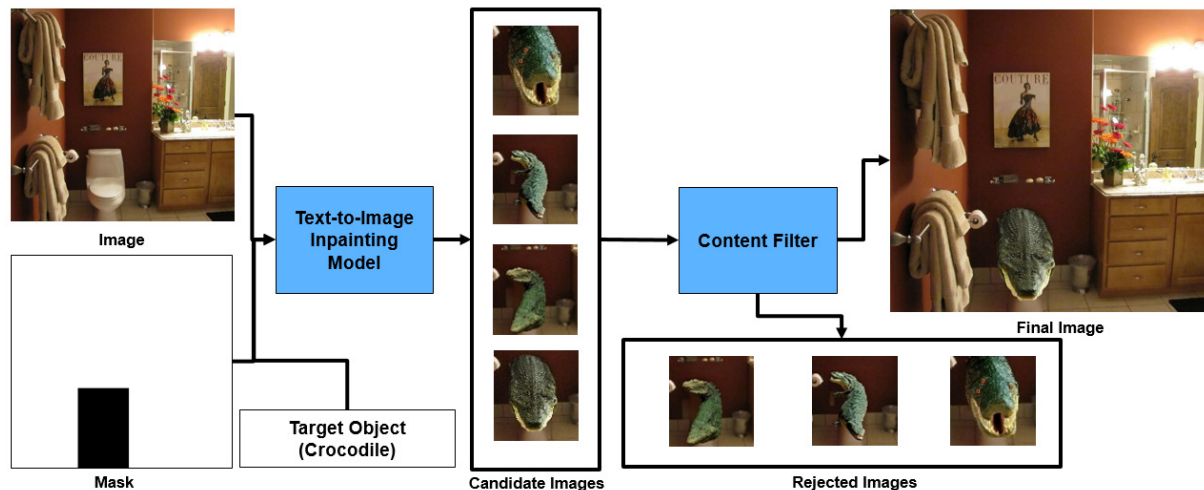 COUTURE
Image
Mask
Target Object
(Crocodile)
Text-to-Image
Inpainting
Model
Candidate Images
Content Filter
Rejected Images
COUTURE
Final Image